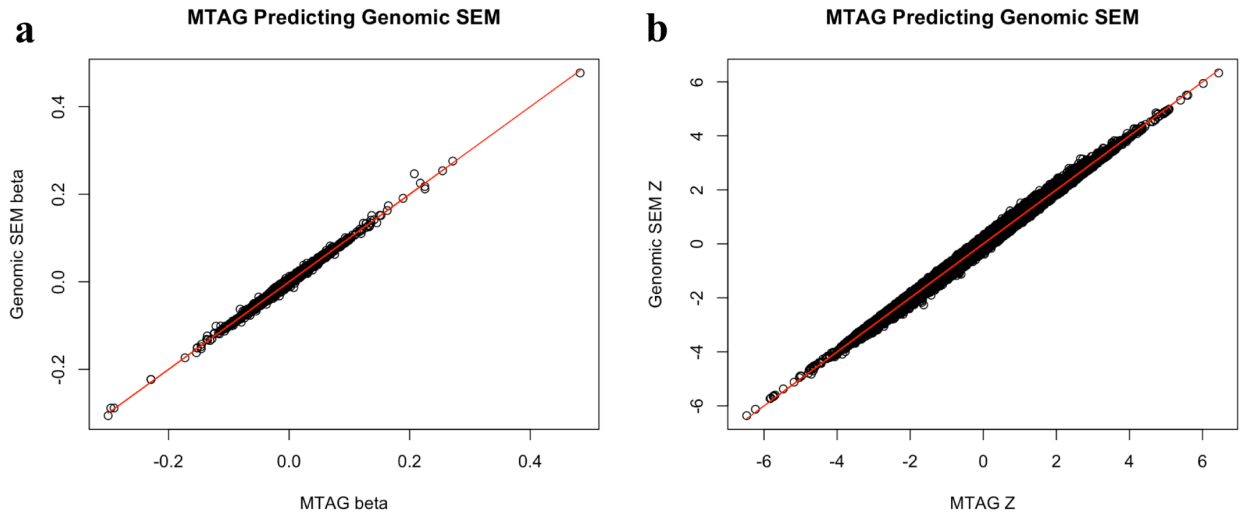 a
MTAG Predicting Genomic SEM
Genomic SEM beta
0.4
0.2
0.0
-0.2
-0.2 0.0 0.2 0.4
MTAG beta
b
MTAG Predicting Genomic SEM
Genomic SEM Z
6
4
2
0
-2
-4
-6
-6 -4 -2 0 2 4 6
MTAG Z